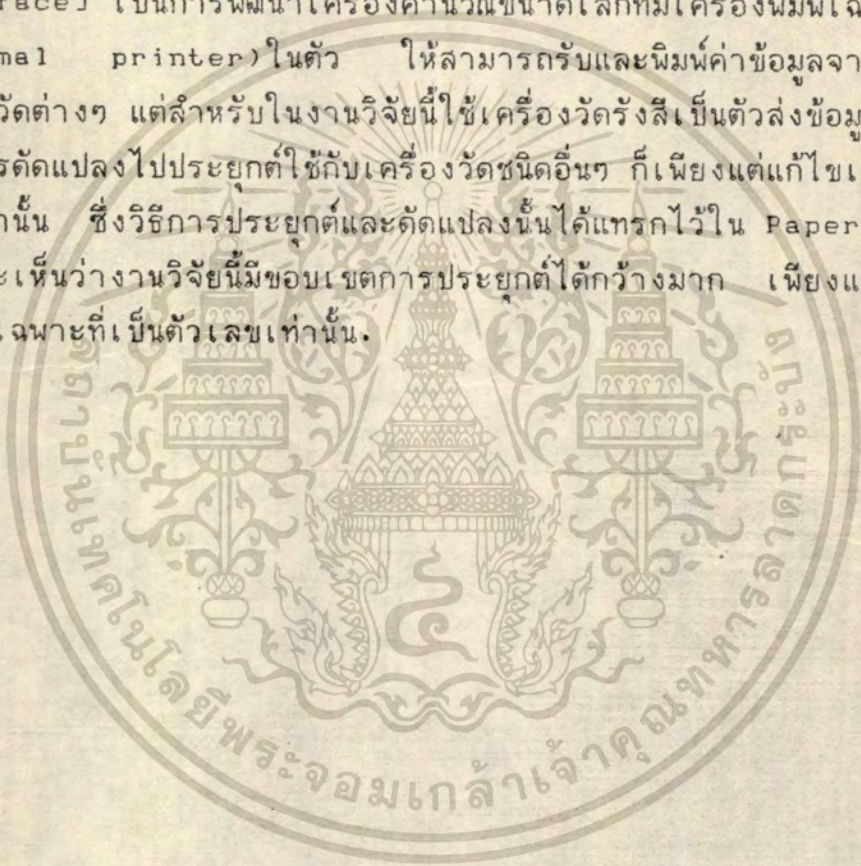 rface] เป็นการพัฒนาเครื่องคำนวณขนาดเล็กที่มีเครื่องพิมพ์
mal printer)ในตัว ให้สามารถรับและพิมพ์ค่าข้อมูลจา
วัดต่างๆ แต่สำหรับในงานวิจัยนี้ใช้เครื่องวัดรังสีเป็นตัวส่งข้อมู
รดัดแปลงไปประยุกต์ใช้กับเครื่องวัดชนิดอื่นๆ ก็เพียงแต่แก้ไขเ
ท่านั้น ซึ่งวิธีการประยุกต์และดัดแปลงนั้นได้แทรกไว้ใน Paper
ะเห็นว่างานวิจัยนี้มีขอบเขตการประยุกต์ได้กว้างมาก เพียงแ
เฉพาะที่เป็นตัวเลขเท่านั้น.
สถาบันเทคโนโลยีพระจอมเกล้าเจ้าคุณทหารลาดกระบัง